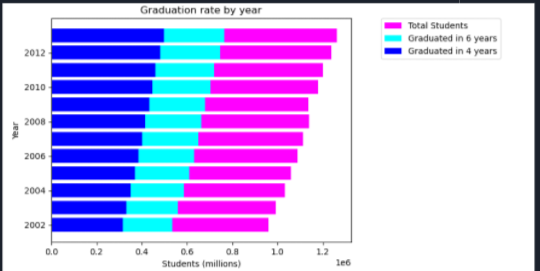 Graduation rate by year
Total Students
Graduated in 6 years
Graduated in 4 years
2012
2010
2008
2006
2004
2002
Year
0.0 0.2 0.4 0.6 0.8 1.0 1.2
1e6
Students (millions)